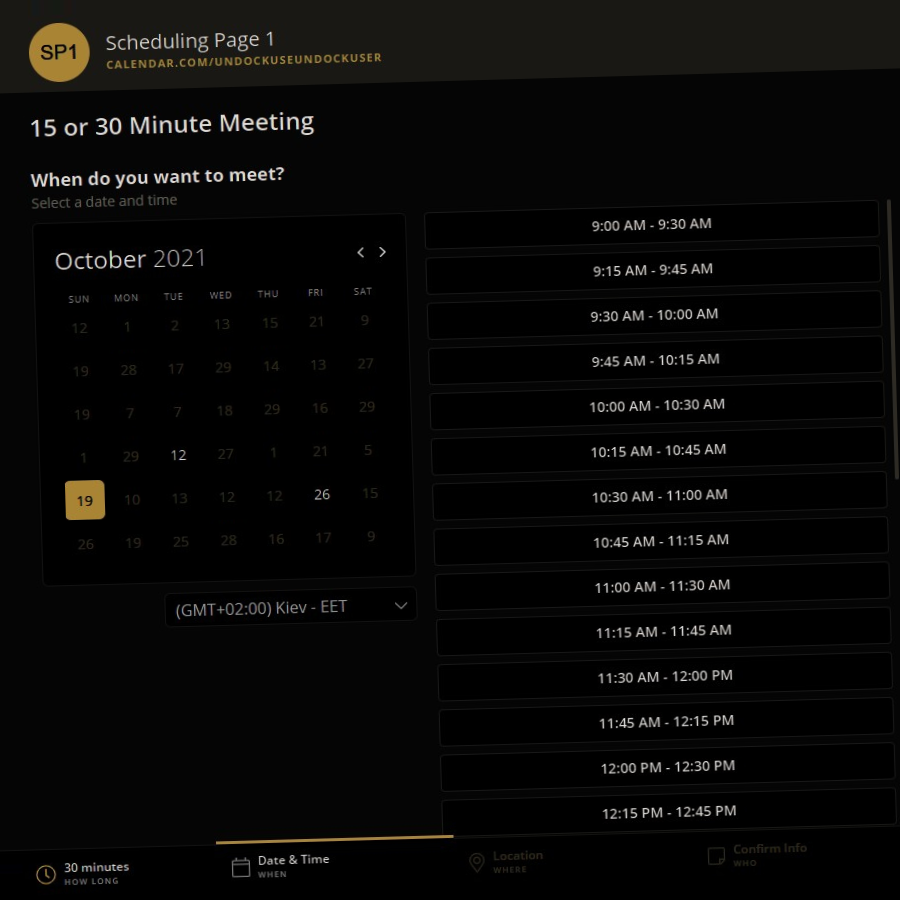 SP1
Scheduling Page 1
CALENDAR.COM/UNDOCKUSEUNDOCKUSER
15 or 30 Minute Meeting
When do you want to meet?
Select a date and time
October 2021
SUN MON TUE WED THU FRI SAT
12 1 2 13 15 21 9
19 28 17 29 14 13 27
19 7 7 18 29 16 29
1 29 12 27 1 21 5
19 10 13 12 12 26 15
26 19 25 28 16 17 9
(GMT+02:00) Kiev - EET
9:00 AM - 9:30 AM
9:15 AM - 9:45 AM
9:30 AM - 10:00 AM
9:45 AM - 10:15 AM
10:00 AM - 10:30 AM
10:15 AM - 10:45 AM
10:30 AM - 11:00 AM
10:45 AM - 11:15 AM
11:00 AM - 11:30 AM
11:15 AM - 11:45 AM
11:30 AM - 12:00 PM
11:45 AM - 12:15 PM
12:00 PM - 12:30 PM
12:15 PM - 12:45 PM
30 minutes
HOW LONG
Date & Time
WHEN
Location
WHERE
Confirm Info
WHO